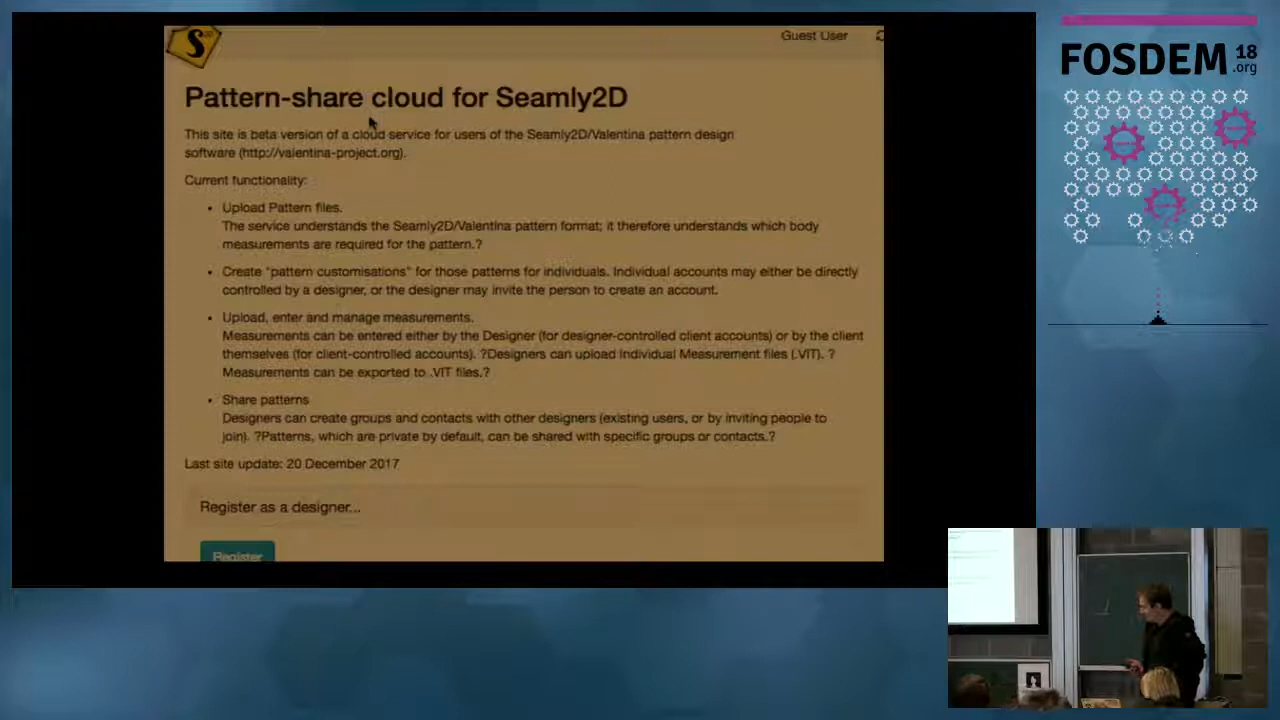 S
Guest User
Pattern-share cloud for Seamly2D
This site is beta version of a cloud service for users of the Seamly2D/Valentina pattern design
software (http://valentina-project.org).
Current functionality:
Upload Pattern files.
The service understands the Seamly2D/Valentina pattern format; it therefore understands which body
measurements are required for the pattern.?
Create "pattern customisations" for those patterns for individuals. Individual accounts may either be directly
controlled by a designer, or the designer may invite the person to create an account.
Upload, enter and manage measurements.
Measurements can be entered either by the Designer (for designer-controlled client accounts) or by the client
themselves (for client-controlled accounts). ?Designers can upload Individual Measurement files (.VIT). ?
Measurements can be exported to .VIT files.?
Share patterns
Designers can create groups and contacts with other designers (existing users, or by inviting people to
join). ?Patterns, which are private by default, can be shared with specific groups or contacts.?
Last site update: 20 December 2017
Register as a designer...
Register
FOSDEM 18
.org